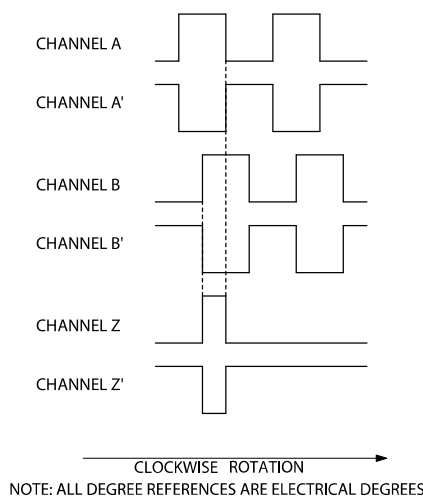 CHANNEL A
CHANNEL A'
CHANNEL B
CHANNEL B'
CHANNEL Z
CHANNEL Z'
CLOCKWISE ROTATION
NOTE: ALL DEGREE REFERENCES ARE ELECTRICAL DEGREES